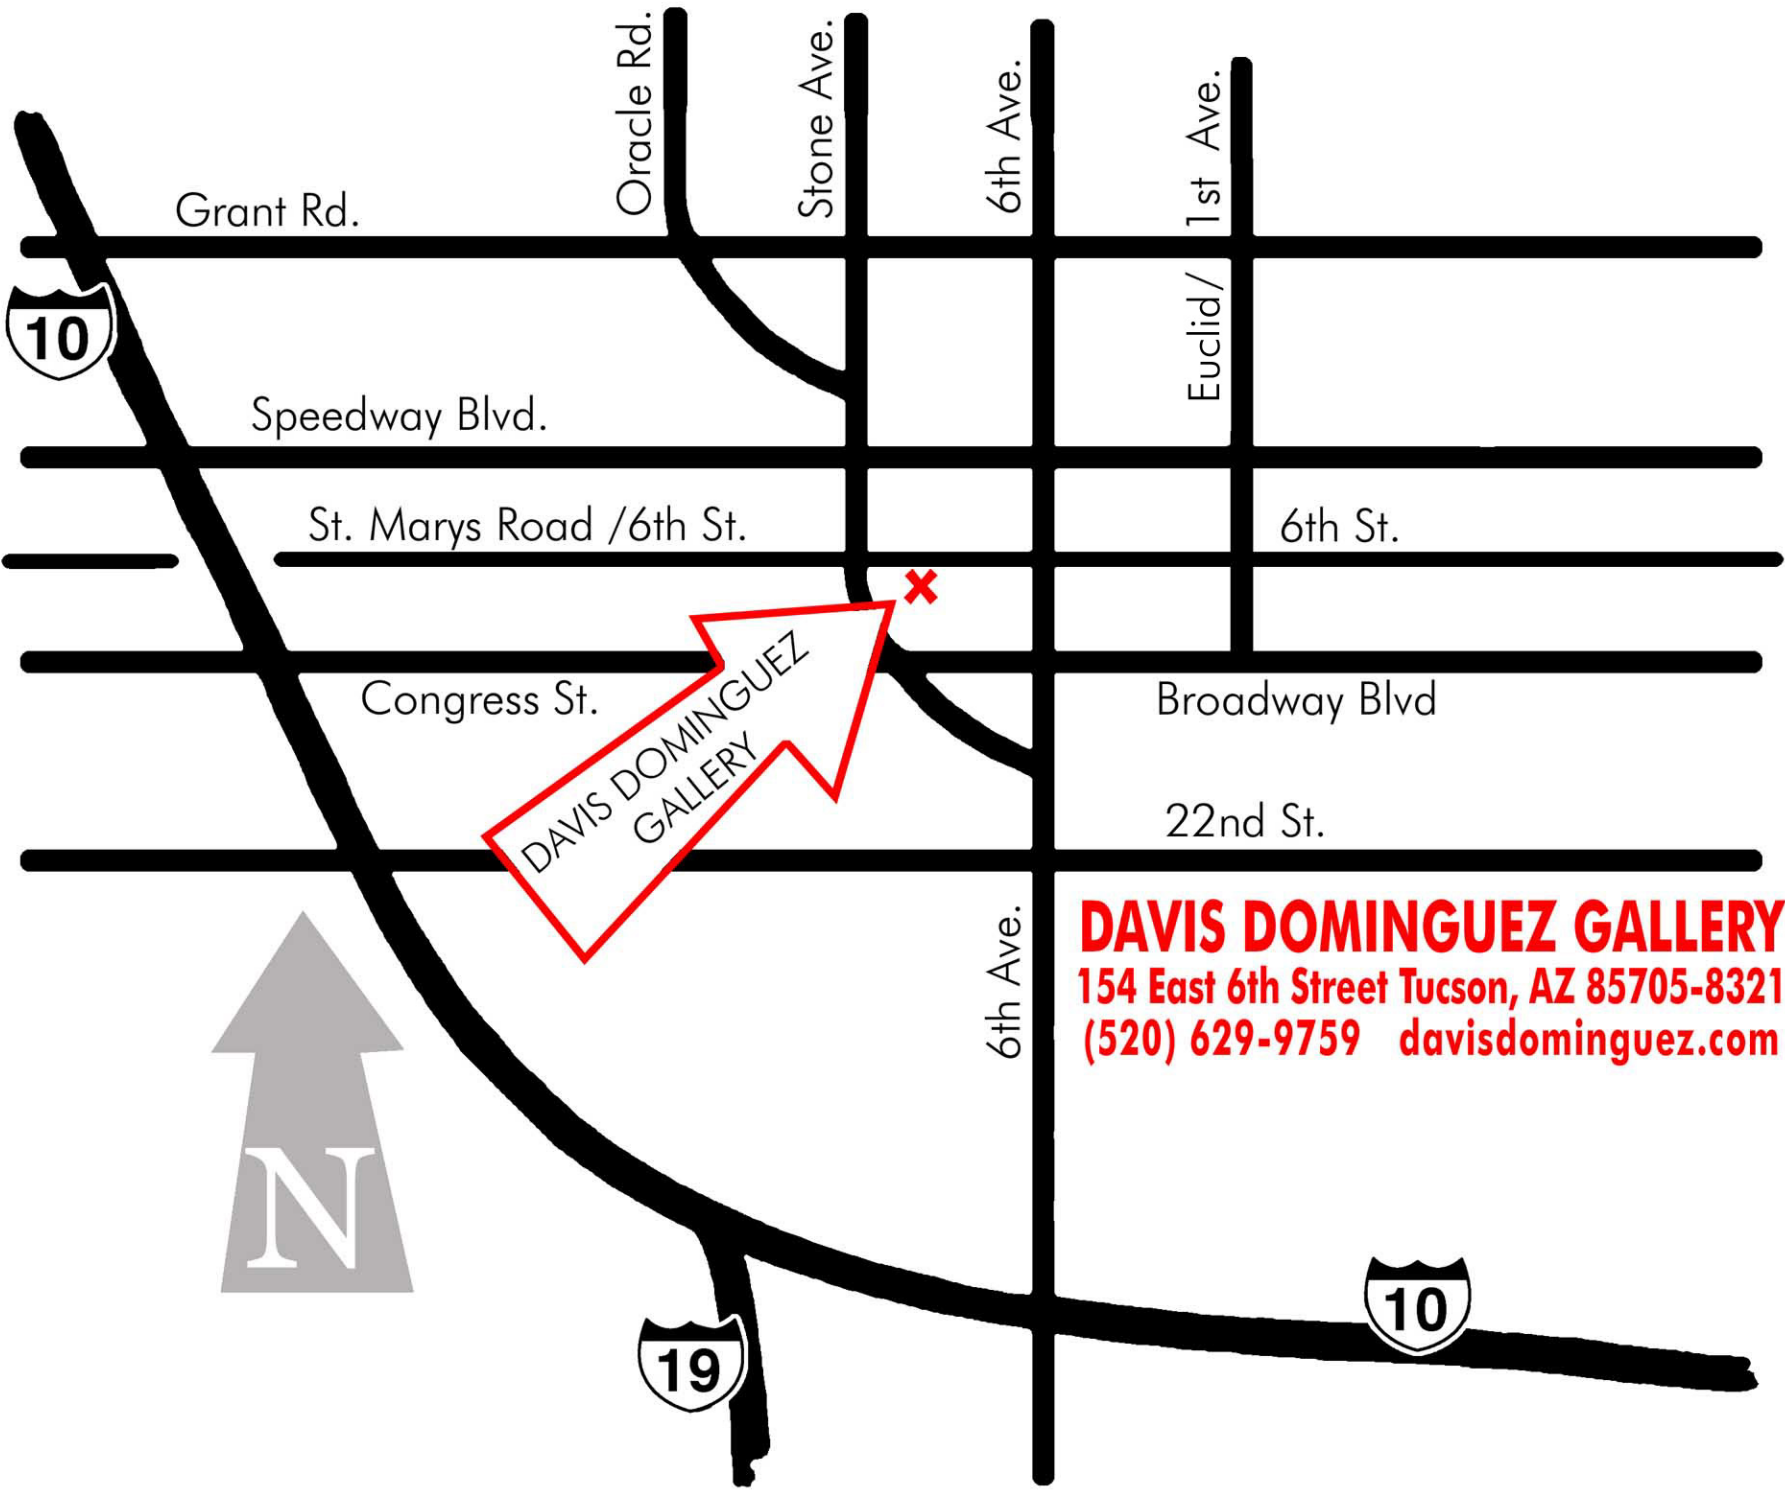 Oracle Rd.
Stone Ave.
6th Ave.
Euclid/ 1st Ave.
Grant Rd.
10
Speedway Blvd.
St. Marys Road /6th St.
6th St.
Congress St.
Broadway Blvd
DAVIS DOMINGUEZ
GALLERY
22nd St.
6th Ave.
DAVIS DOMINGUEZ GALLERY
154 East 6th Street Tucson, AZ 85705-8321
(520) 629-9759 davisdominguez.com
N
10
19